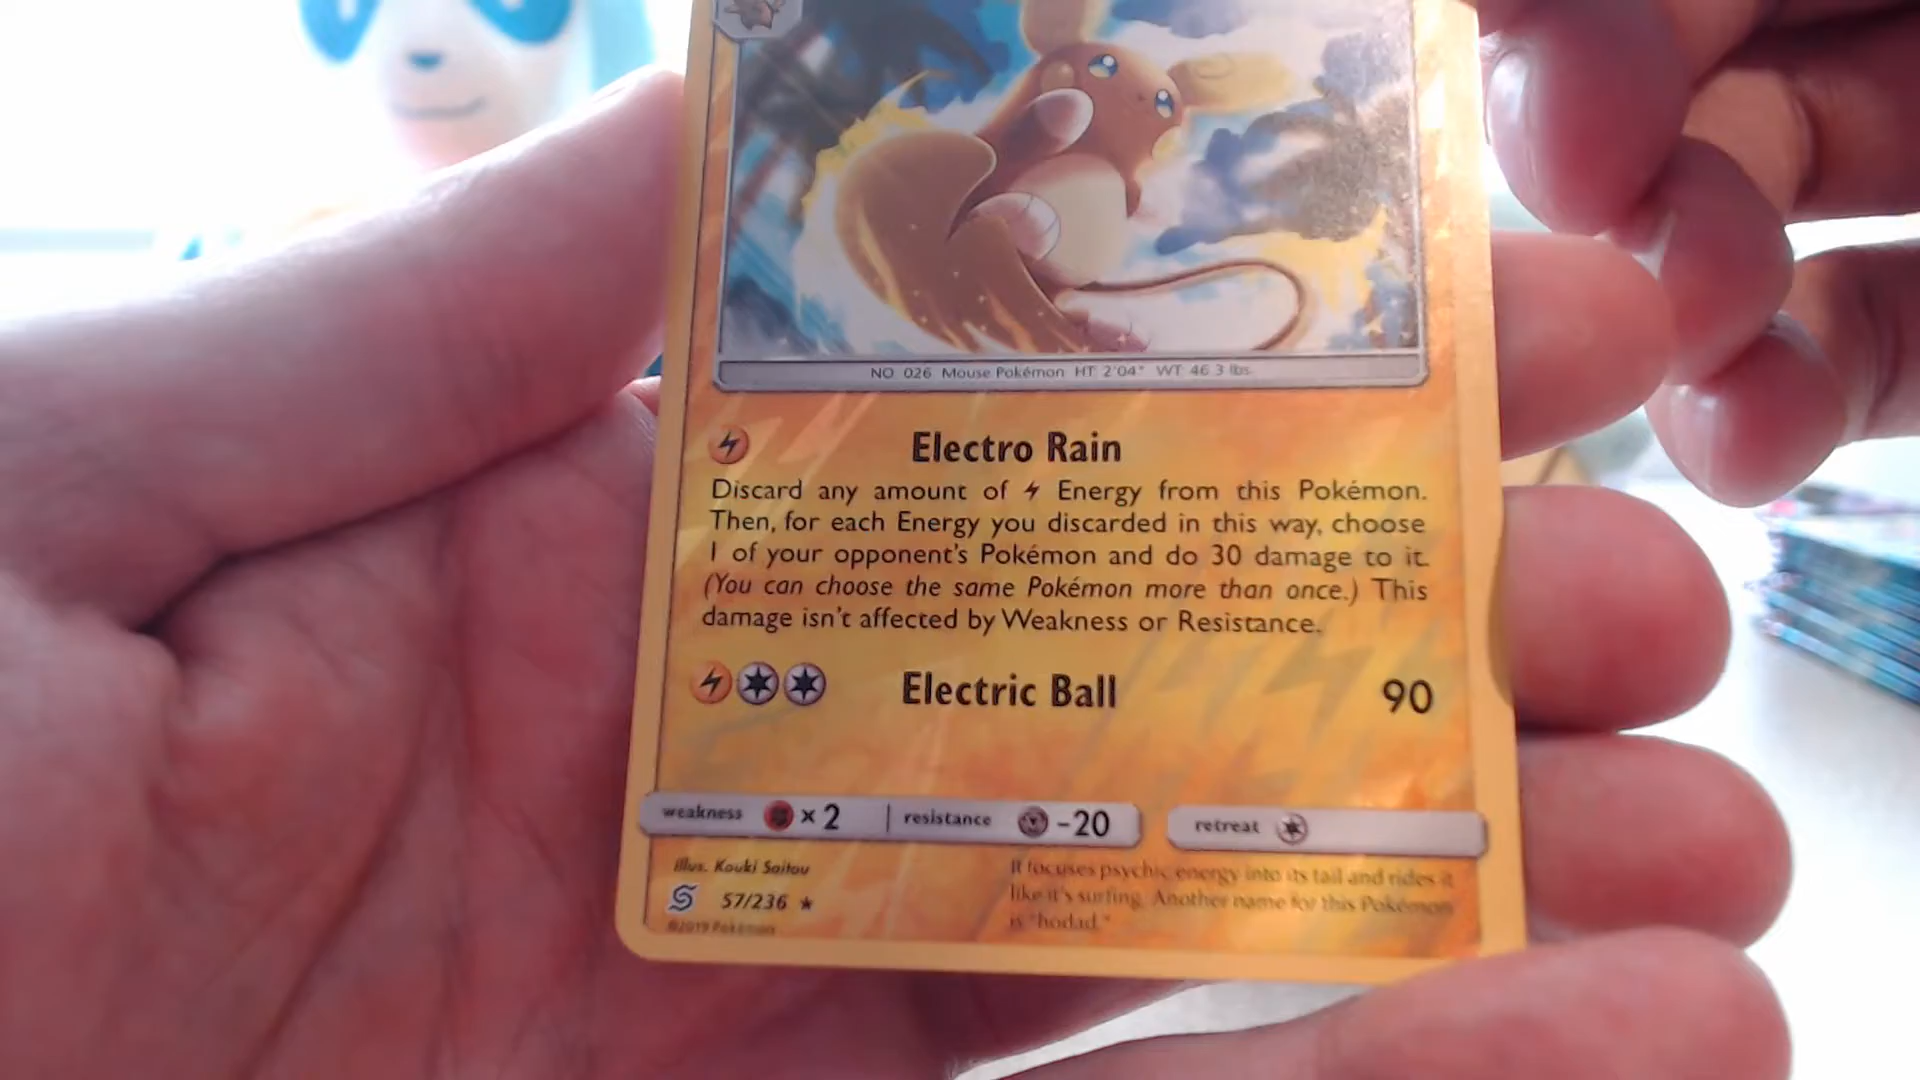 NO. 026 Mouse Pokémon HT: 2'04" WT: 46.3 lbs.
Electro Rain
Discard any amount of Energy from this Pokémon.
Then, for each Energy you discarded in this way, choose
1 of your opponent's Pokémon and do 30 damage to it.
(You can choose the same Pokémon more than once.) This
damage isn't affected by Weakness or Resistance.
Electric Ball 90
weakness ×2 resistance -20 retreat
Illus. Kouki Saitou
57/236 ★
©2019 Pokémon
It focuses psychic energy into its tail and rides it
like it's surfing. Another name for this Pokémon
is "hodad."